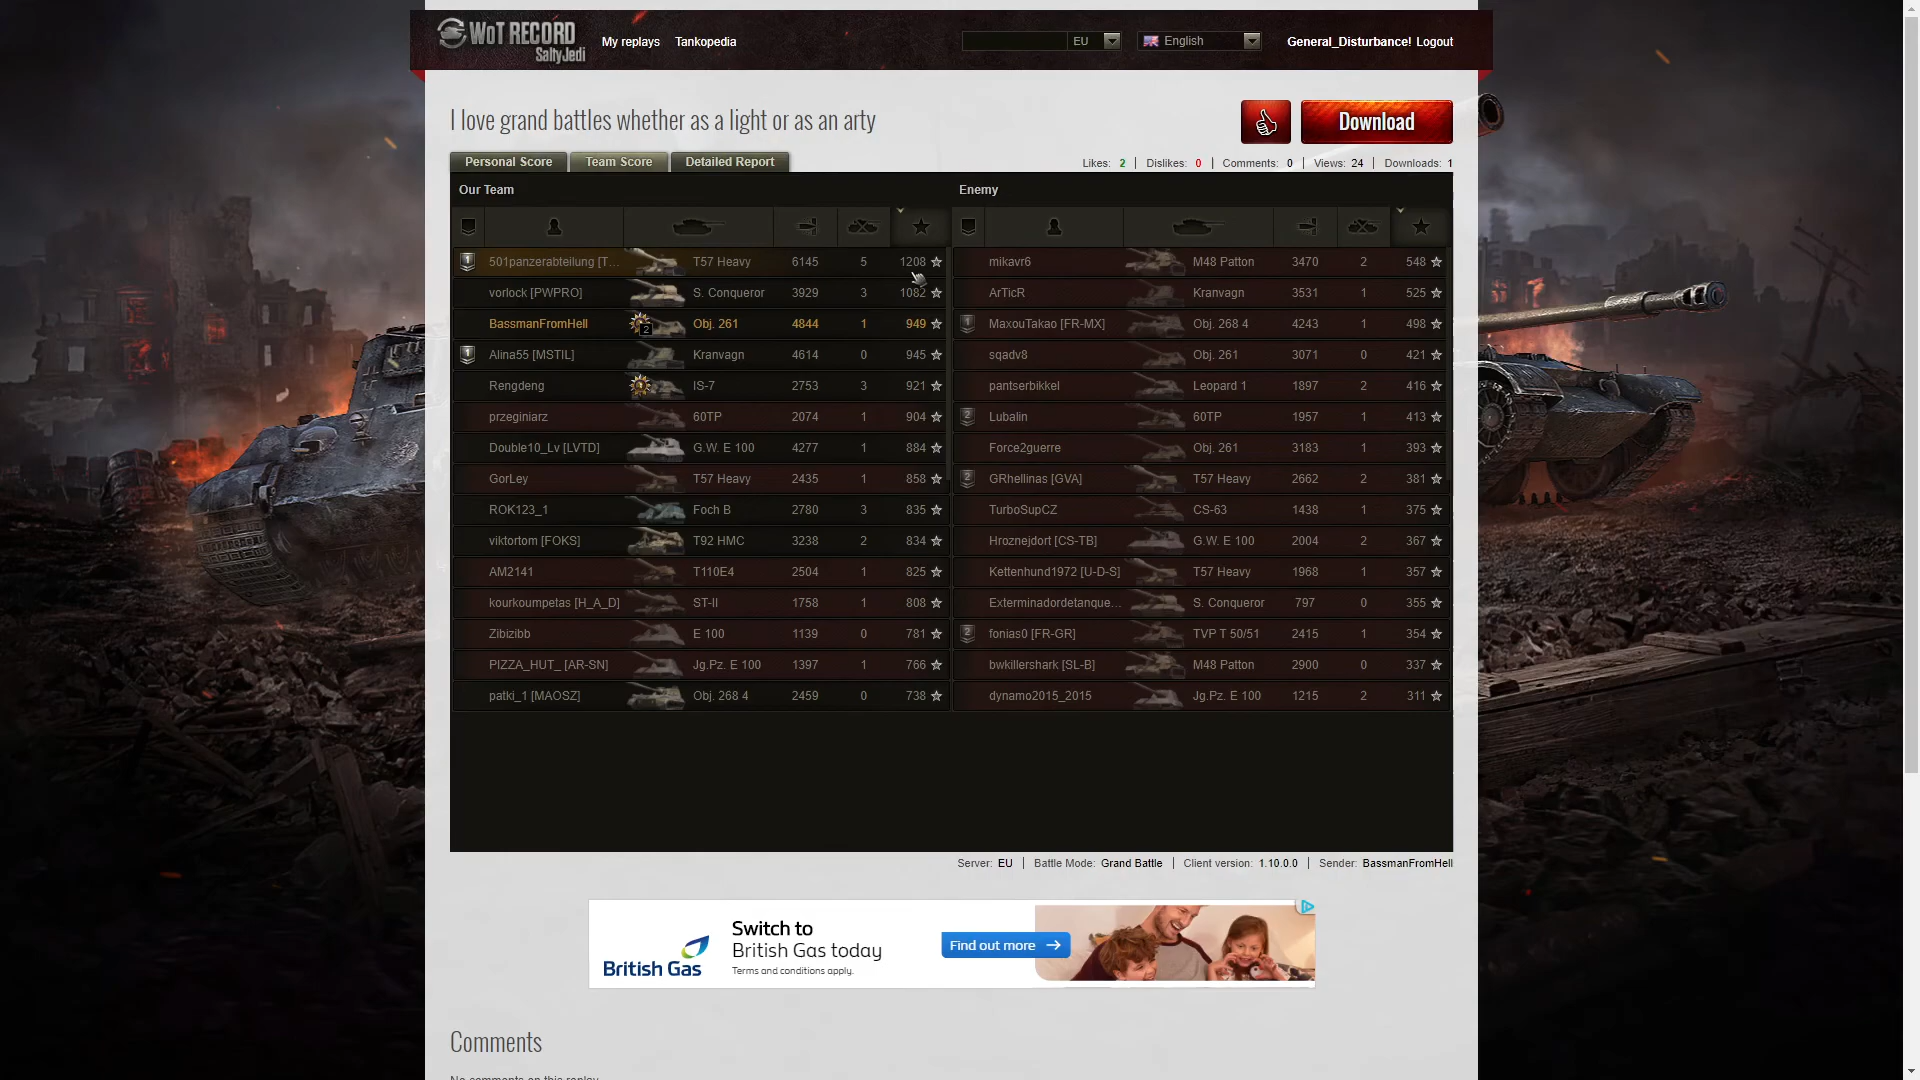 WoT RECORD
SaltyJedi
My replays
Tankopedia
EU
English
General_Disturbance! Logout
I love grand battles whether as a light or as an arty
Download
Personal Score
Team Score
Detailed Report
Likes: 2 | Dislikes: 0 | Comments: 0 | Views: 24 | Downloads: 1
Our Team
Enemy
1 501panzerabteilung [T... T57 Heavy 6145 5 1208
mikavr6 M48 Patton 3470 2 548
vorlock [PWPRO] S. Conqueror 3929 3 1082
ArTicR Kranvagn 3531 1 525
BassmanFromHell 2 Obj. 261 4844 1 949
1 MaxouTakao [FR-MX] Obj. 268 4 4243 1 498
1 Alina55 [MSTIL] Kranvagn 4614 0 945
sqadv8 Obj. 261 3071 0 421
Rengdeng IS-7 2753 3 921
pantserbikkel Leopard 1 1897 2 416
przeginiarz 60TP 2074 1 904
2 Lubalin 60TP 1957 1 413
Double10_Lv [LVTD] G.W. E 100 4277 1 884
Force2guerre Obj. 261 3183 1 393
GorLey T57 Heavy 2435 1 858
2 GRhellinas [GVA] T57 Heavy 2662 2 381
ROK123_1 Foch B 2780 3 835
TurboSupCZ CS-63 1438 1 375
viktortom [FOKS] T92 HMC 3238 2 834
Hroznejdort [CS-TB] G.W. E 100 2004 2 367
AM2141 T110E4 2504 1 825
Kettenhund1972 [U-D-S] T57 Heavy 1968 1 357
kourkoumpetas [H_A_D] ST-II 1758 1 808
Exterminadordetanque... S. Conqueror 797 0 355
Zibizibb E 100 1139 0 781
2 fonias0 [FR-GR] TVP T 50/51 2415 1 354
PIZZA_HUT_ [AR-SN] Jg.Pz. E 100 1397 1 766
bwkillershark [SL-B] M48 Patton 2900 0 337
patki_1 [MAOSZ] Obj. 268 4 2459 0 738
dynamo2015_2015 Jg.Pz. E 100 1215 2 311
Server: EU | Battle Mode: Grand Battle | Client version: 1.10.0.0 | Sender: BassmanFromHell
British Gas
Switch to
British Gas today
Terms and conditions apply.
Find out more →
Comments
No comments on this replay